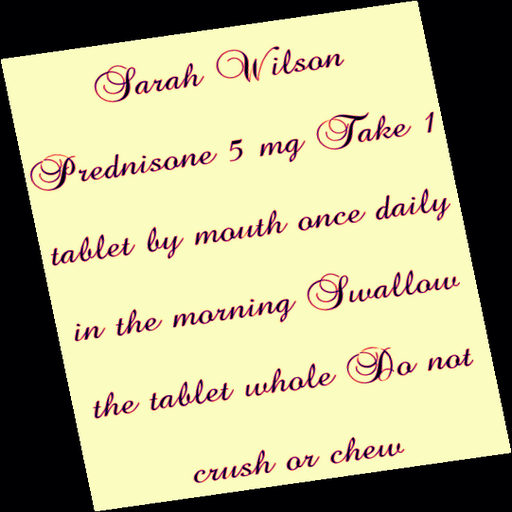 Sarah Wilson
Prednisone 5 mg Take 1
tablet by mouth once daily
in the morning Swallow
the tablet whole Do not
crush or chew